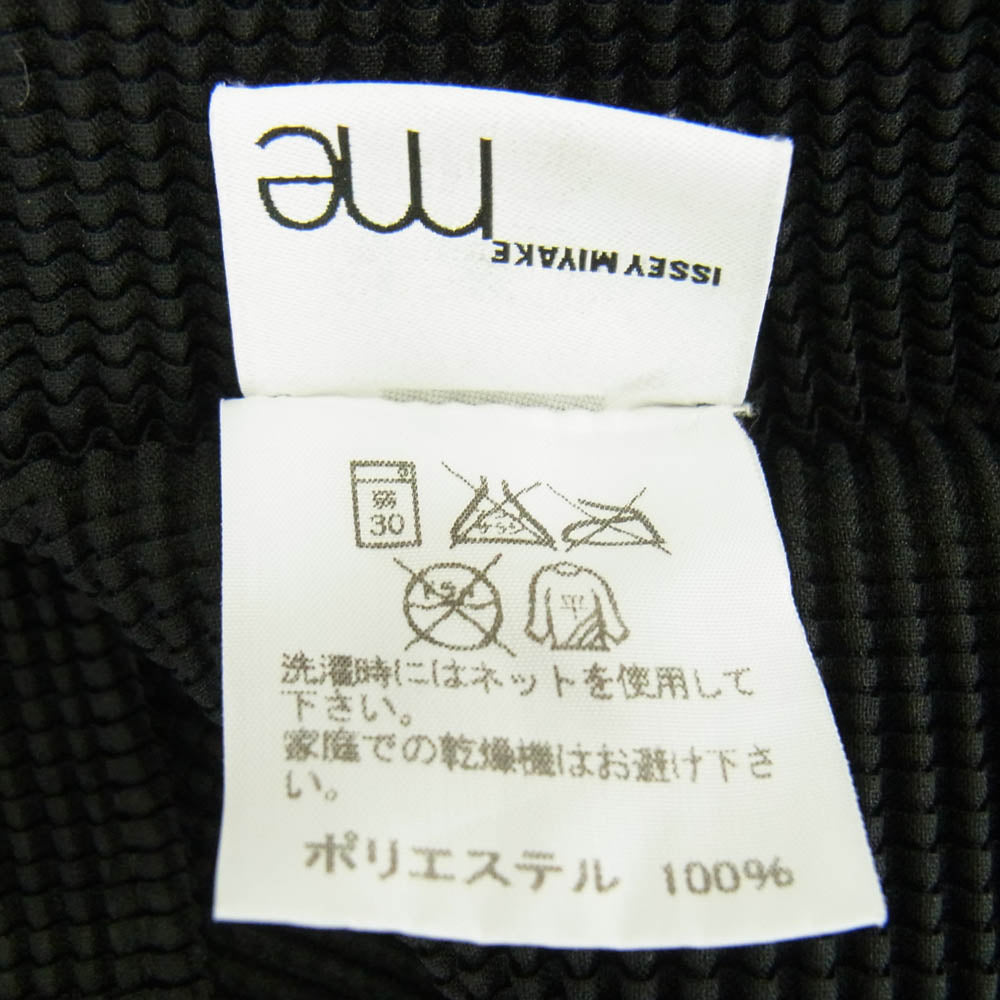 me
ISSEY MIYAKE
弱
30
洗濯時にはネットを使用して
下さい。
家庭での乾燥機はお避け下さ
い。
ポリエステル 100%